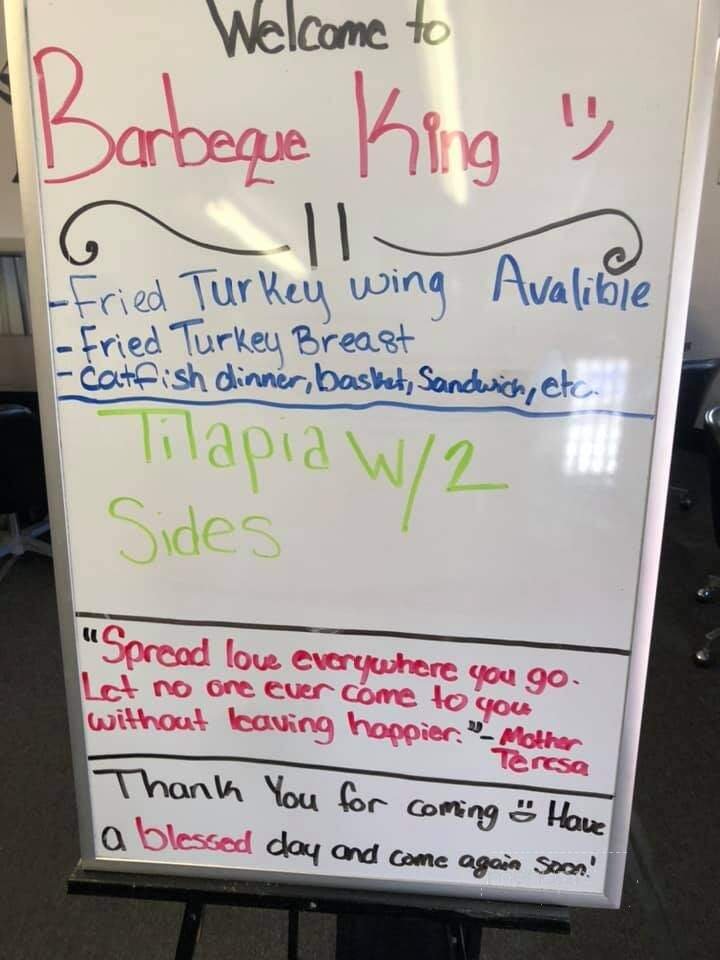 Welcome to
Barbeque King
-Fried Turkey wing Avalible
-Fried Turkey Breast
-Catfish dinner, basket, Sandwich, etc.
Tilapia W/2
Sides
"Spread love everywhere you go.
Let no one ever come to you
without leaving happier."- Mother
Teresa
Thank You for coming Have
a blessed day and come again soon!